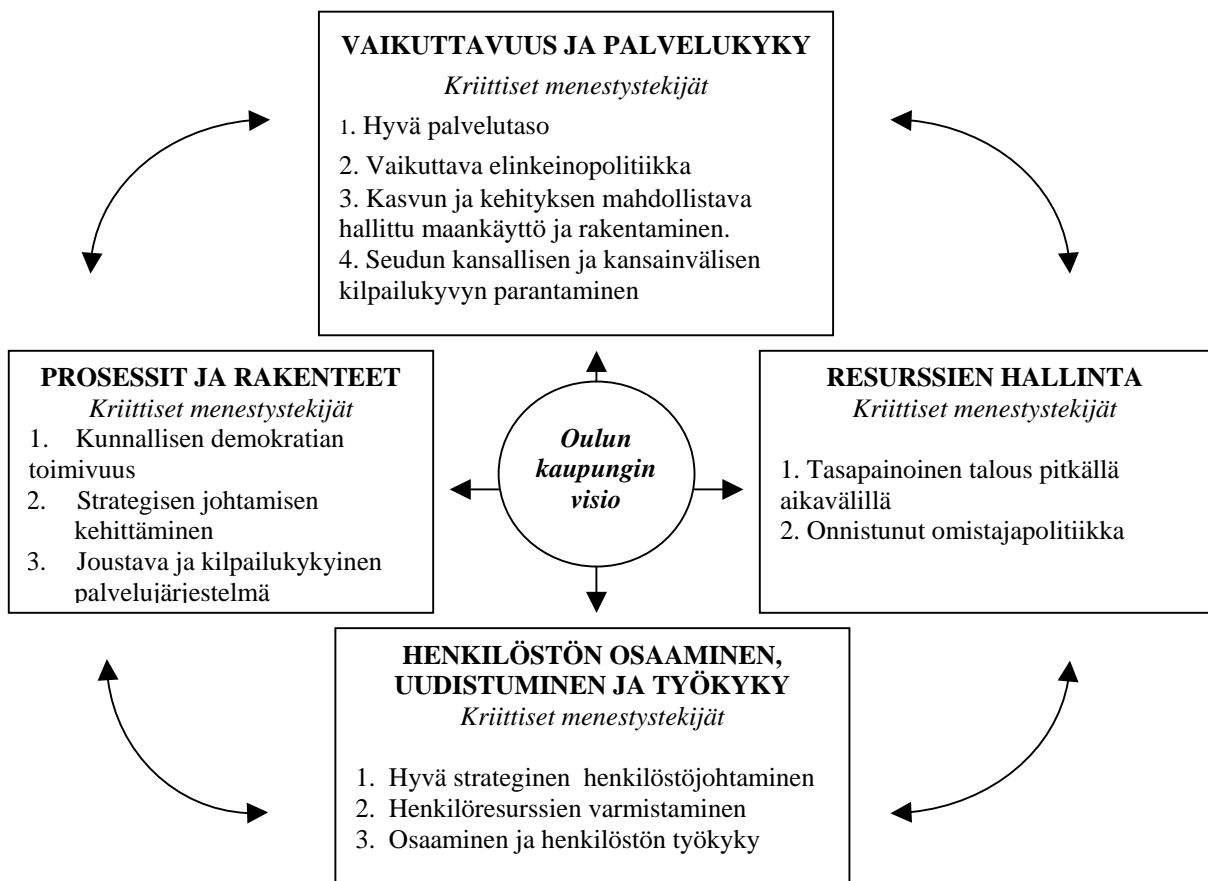 VAIKUTTAVUUS JA PALVELUKYKY
Kriittiset menestystekijät
1. Hyvä palvelutaso
2. Vaikuttava elinkeinopolitiikka
3. Kasvun ja kehityksen mahdollistava
hallittu maankäyttö ja rakentaminen.
4. Seudun kansallisen ja kansainvälisen
kilpailukyvyn parantaminen
PROSESSIT JA RAKENTEET
Kriittiset menestystekijät
1. Kunnallisen demokratian
toimivuus
2. Strategisen johtamisen
kehittäminen
3. Joustava ja kilpailukykyinen
palvelujärjestelmä
Oulun
kaupungin
visio
RESURSSIEN HALLINTA
Kriittiset menestystekijät
1. Tasapainoinen talous pitkällä
aikavälillä
2. Onnistunut omistajapolitiikka
HENKILÖSTÖN OSAAMINEN,
UUDISTUMINEN JA TYÖKYKY
Kriittiset menestystekijät
1. Hyvä strateginen henkilöstöjohtaminen
2. Henkilöresurssien varmistaminen
3. Osaaminen ja henkilöstön työkyky